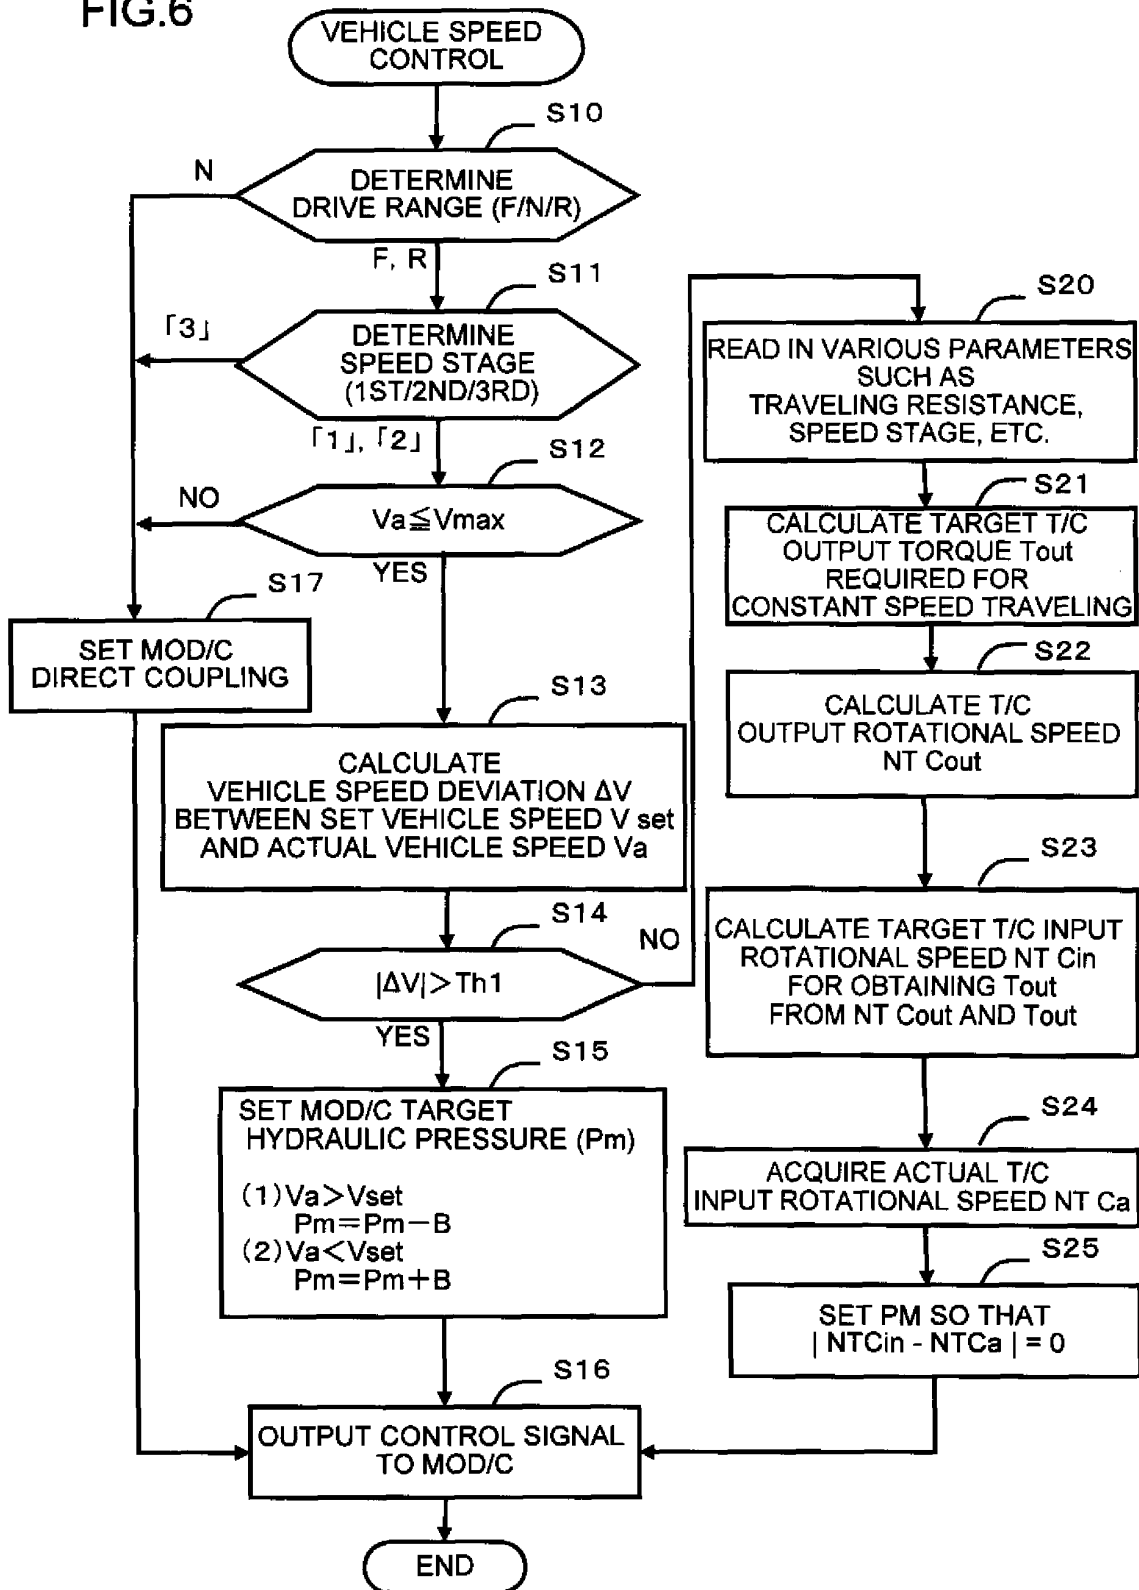 FIG.6
VEHICLE SPEED
CONTROL
S10
N
DETERMINE
DRIVE RANGE (F/N/R)
F, R
S11
「3」
DETERMINE
SPEED STAGE
(1ST/2ND/3RD)
「1」, 「2」
S12
NO
Va≦Vmax
YES
S17
SET MOD/C
DIRECT COUPLING
S13
CALCULATE
VEHICLE SPEED DEVIATION ΔV
BETWEEN SET VEHICLE SPEED V set
AND ACTUAL VEHICLE SPEED Va
S14
NO
|ΔV|>Th1
YES
S15
SET MOD/C TARGET
HYDRAULIC PRESSURE (Pm)
(1)Va>Vset
Pm=Pm-B
(2)Va<Vset
Pm=Pm+B
S16
OUTPUT CONTROL SIGNAL
TO MOD/C
END
S20
READ IN VARIOUS PARAMETERS
SUCH AS
TRAVELING RESISTANCE,
SPEED STAGE, ETC.
S21
CALCULATE TARGET T/C
OUTPUT TORQUE Tout
REQUIRED FOR
CONSTANT SPEED TRAVELING
S22
CALCULATE T/C
OUTPUT ROTATIONAL SPEED
NT Cout
S23
CALCULATE TARGET T/C INPUT
ROTATIONAL SPEED NT Cin
FOR OBTAINING Tout
FROM NT Cout AND Tout
S24
ACQUIRE ACTUAL T/C
INPUT ROTATIONAL SPEED NT Ca
S25
SET PM SO THAT
| NTCin - NTCa | = 0